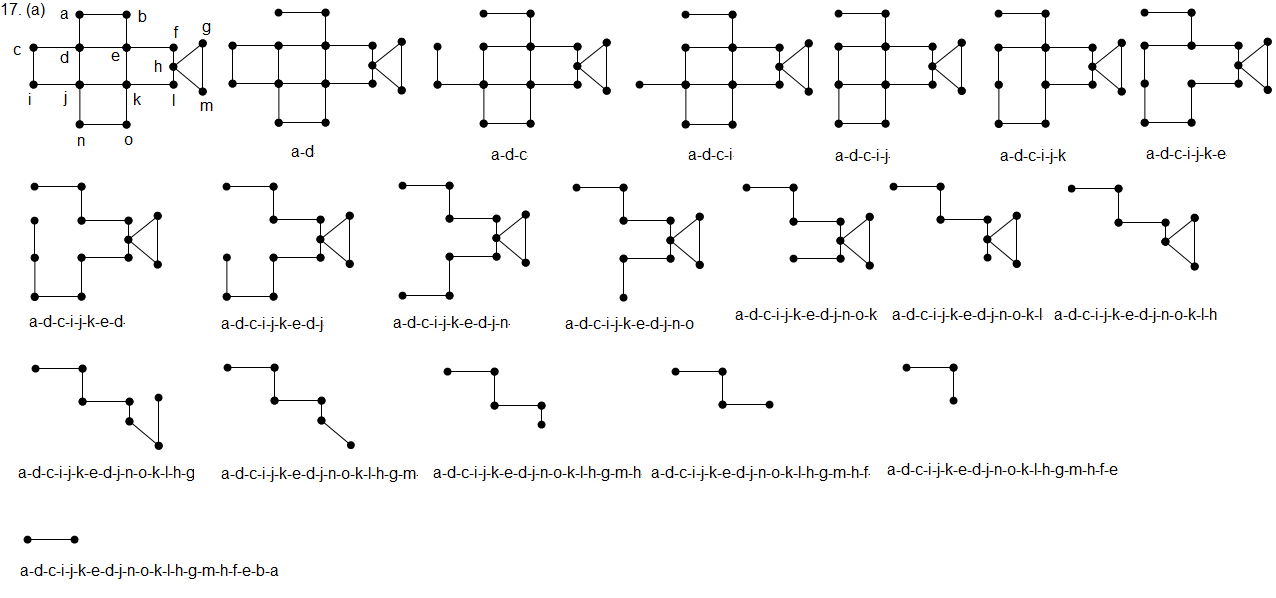 17. (a)
a
b
f
g
c
d
e
h
i
j
k
l
m
n
o
a-d
a-d-c
a-d-c-i
a-d-c-i-j
a-d-c-i-j-k
a-d-c-i-j-k-e
a-d-c-i-j-k-e-d
a-d-c-i-j-k-e-d-j
a-d-c-i-j-k-e-d-j-n
a-d-c-i-j-k-e-d-j-n-o
a-d-c-i-j-k-e-d-j-n-o-k
a-d-c-i-j-k-e-d-j-n-o-k-l
a-d-c-i-j-k-e-d-j-n-o-k-l-h
a-d-c-i-j-k-e-d-j-n-o-k-l-h-g
a-d-c-i-j-k-e-d-j-n-o-k-l-h-g-m
a-d-c-i-j-k-e-d-j-n-o-k-l-h-g-m-h
a-d-c-i-j-k-e-d-j-n-o-k-l-h-g-m-h-f
a-d-c-i-j-k-e-d-j-n-o-k-l-h-g-m-h-f-e
a-d-c-i-j-k-e-d-j-n-o-k-l-h-g-m-h-f-e-b-a